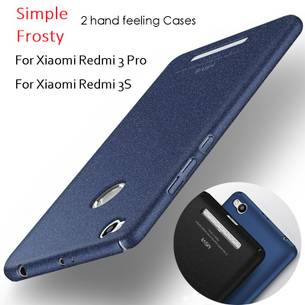 Simple
Frosty
2 hand feeling Cases
For Xiaomi Redmi 3 Pro
For Xiaomi Redmi 3S